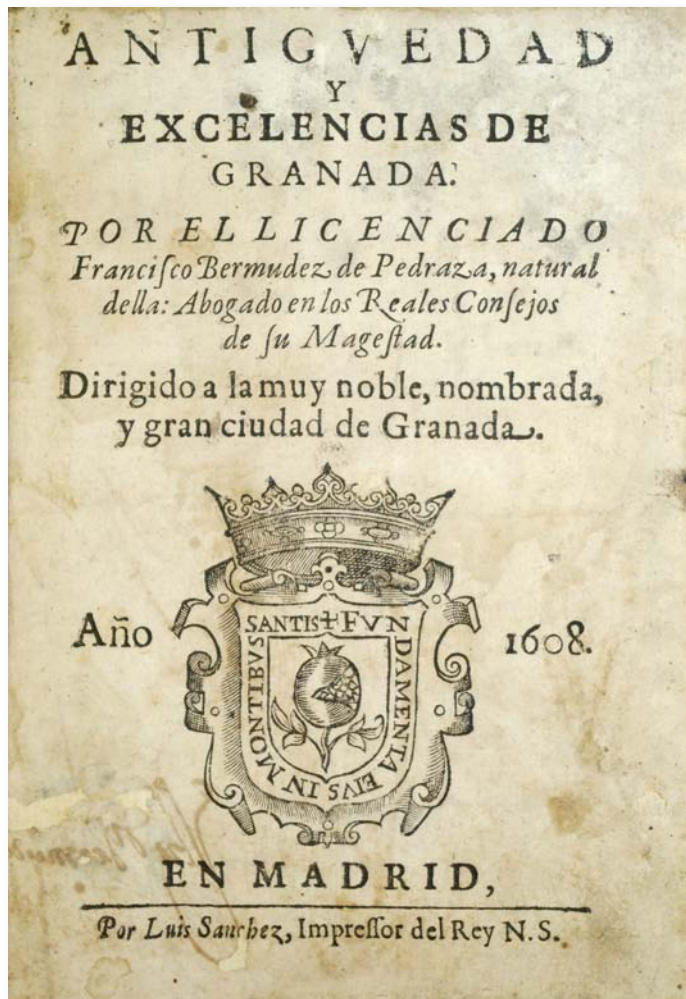 ANTIGVEDAD
Y
EXCELENCIAS DE
GRANADA.
POR EL LICENCIADO
Franciſco Bermudez de Pedraza, natural
della: Abogado en los Reales Conſejos
de ſu Mageſtad.
Dirigido a la muy noble, nombrada,
y gran ciudad de Granada.
Año 1608.
SANTIS + FVN
DAMENTA EIVS IN MONTIBVS
EN MADRID,
Por Luis Sanchez, Impreſſor del Rey N. S.